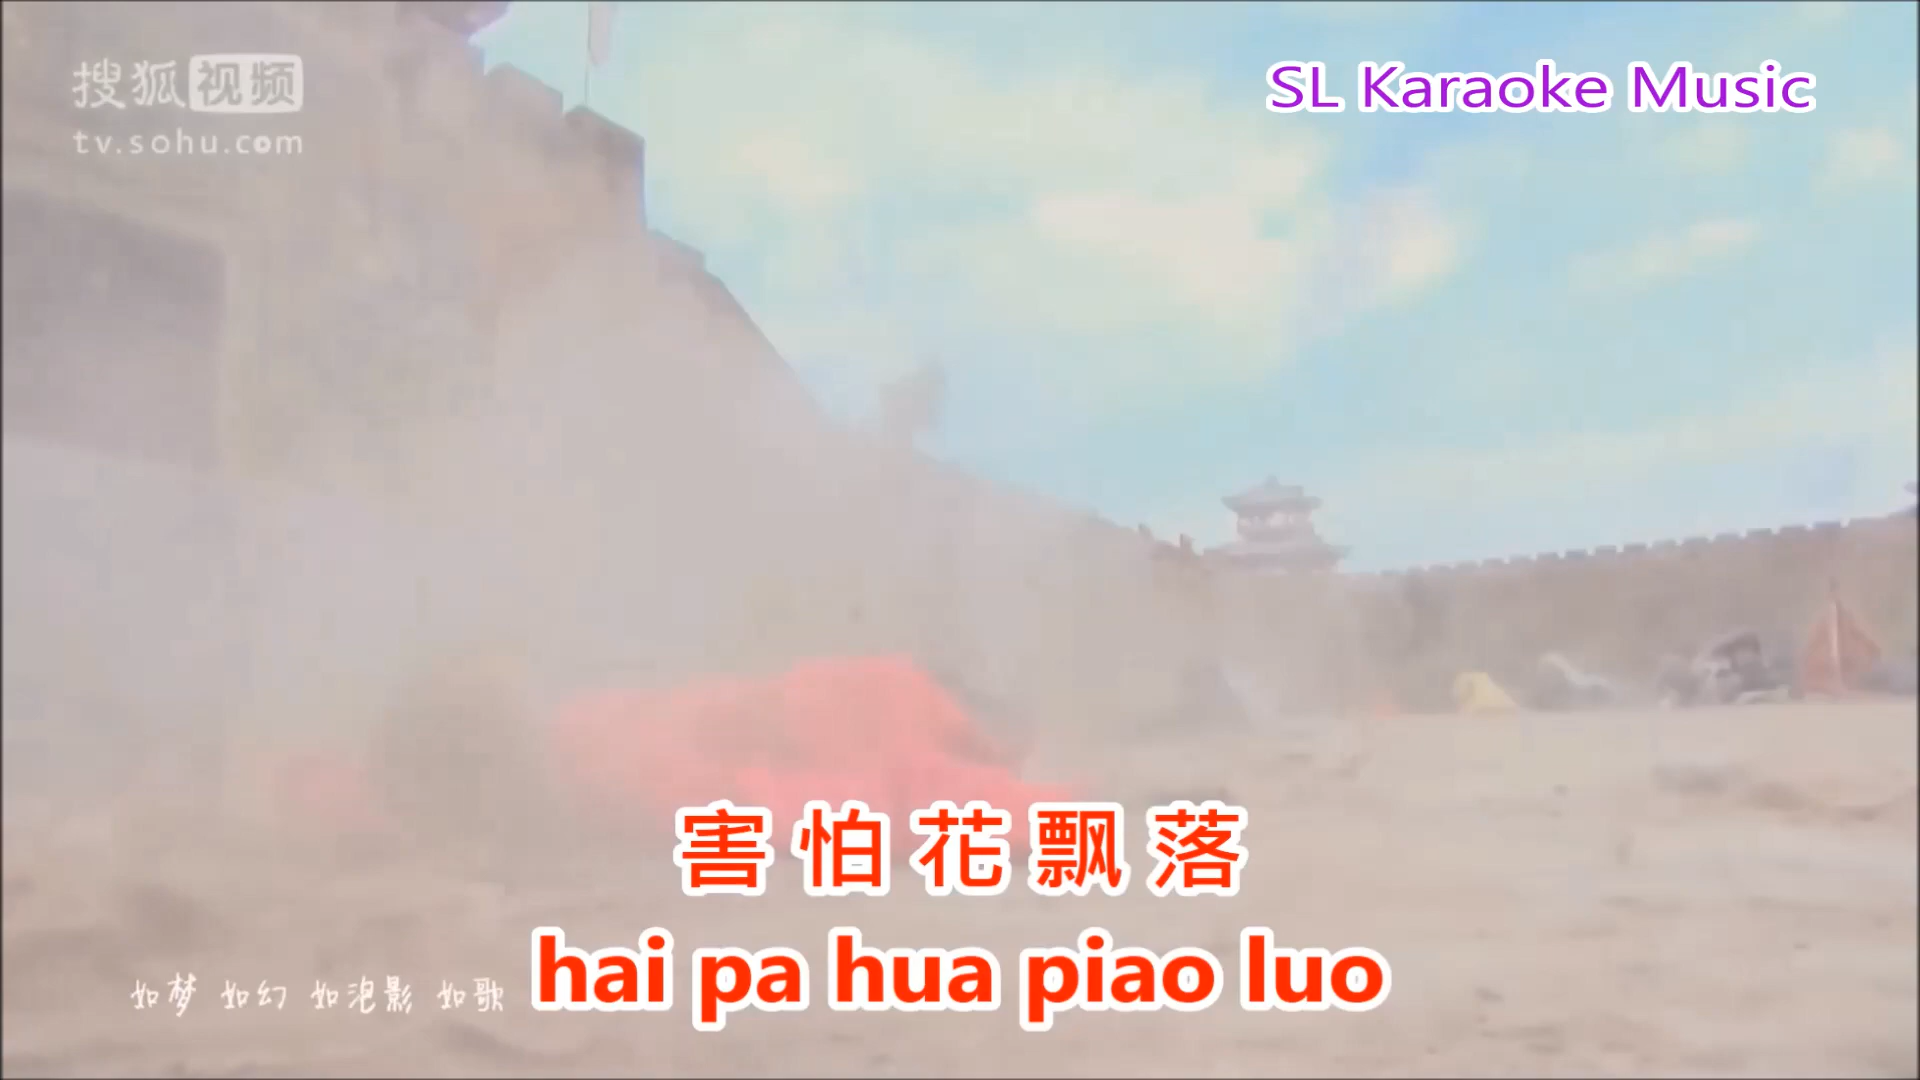 搜狐视频
tv.sohu.com
SL Karaoke Music
害怕花飘落
hai pa hua piao luo
如梦 如幻 如泡影 如歌